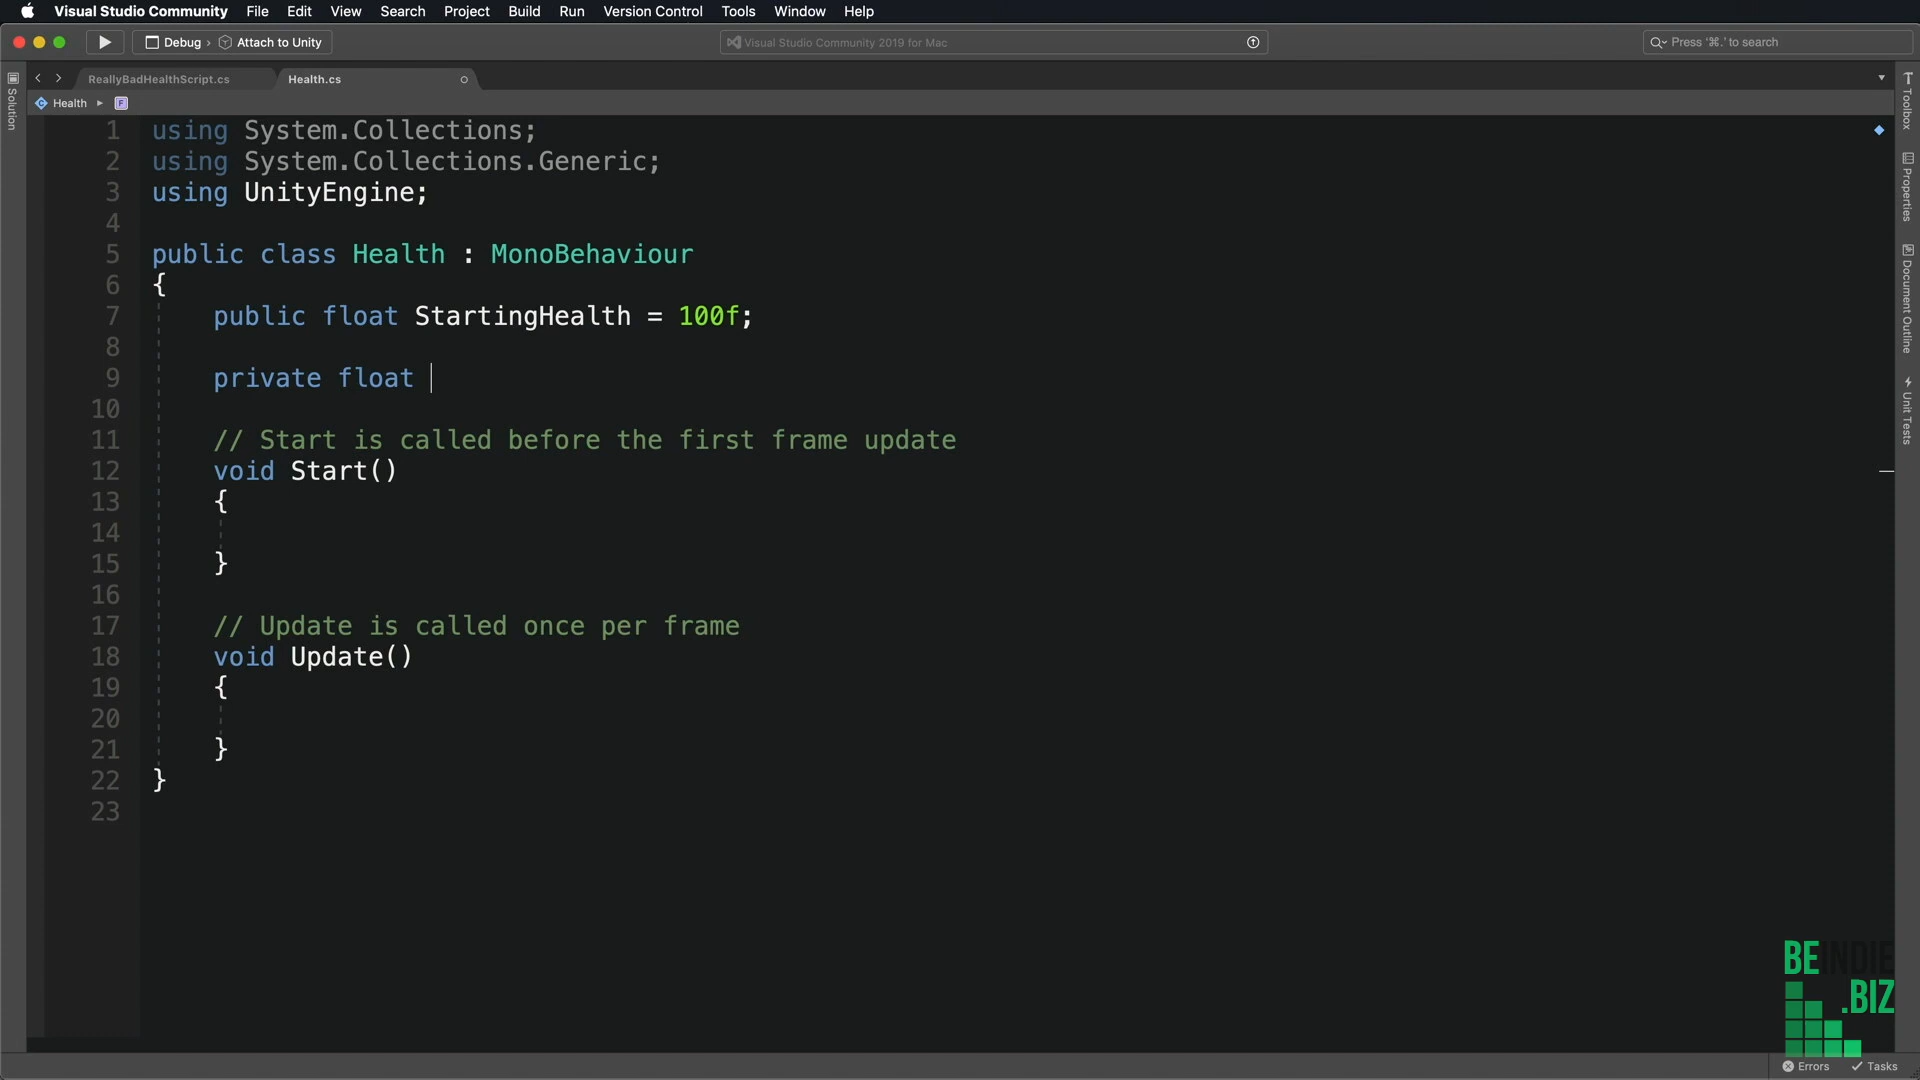 Visual Studio Community File Edit View Search Project Build Run Version Control Tools Window Help
Debug › Attach to Unity
Visual Studio Community 2019 for Mac
Press '⌘.' to search
ReallyBadHealthScript.cs
Health.cs
Health
F
Solution
1 using System.Collections;
2 using System.Collections.Generic;
3 using UnityEngine;
4
5 public class Health : MonoBehaviour
6 {
7 public float StartingHealth = 100f;
8
9 private float
10
11 // Start is called before the first frame update
12 void Start()
13 {
14
15 }
16
17 // Update is called once per frame
18 void Update()
19 {
20
21 }
22 }
23
Toolbox
Properties
Document Outline
Unit Tests
BEINDIE
.BIZ
Errors
Tasks